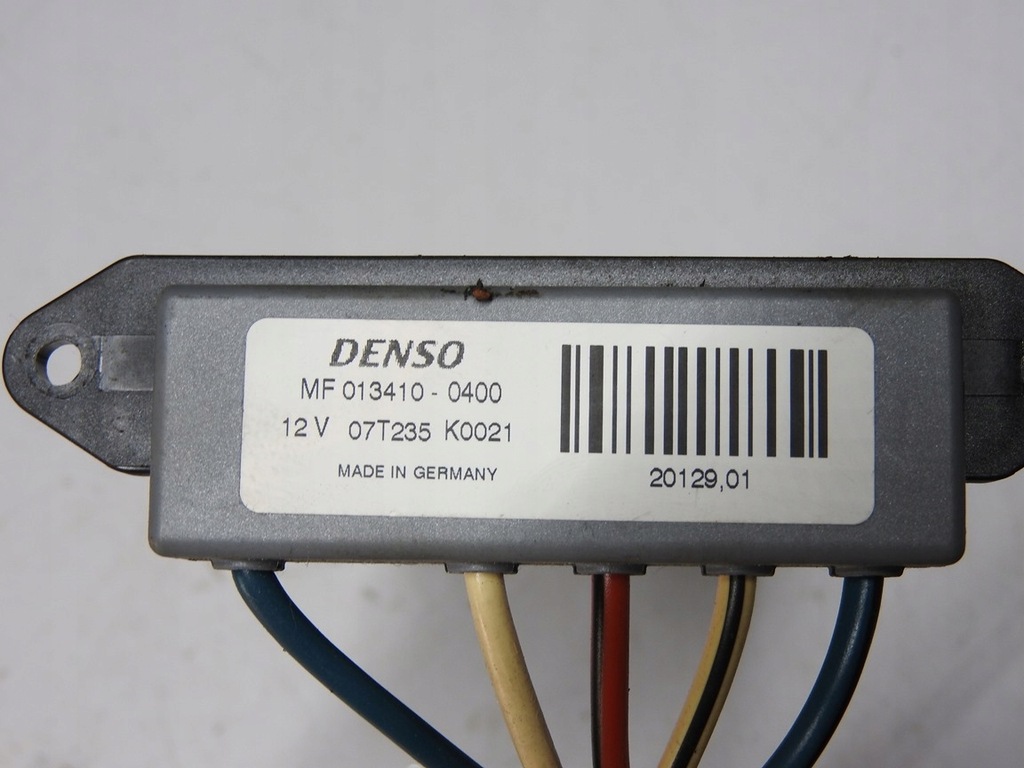 DENSO
MF 013410 - 0400
12 V 07T235 K0021
MADE IN GERMANY
20129,01